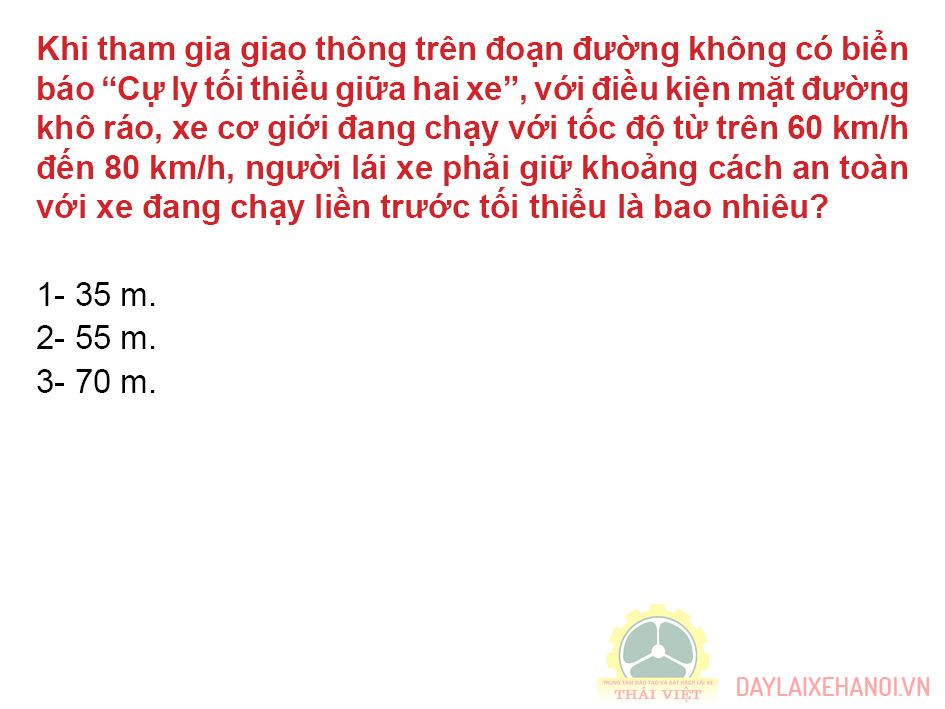 Khi tham gia giao thông trên đoạn đường không có biển
báo “Cự ly tối thiểu giữa hai xe”, với điều kiện mặt đường
khô ráo, xe cơ giới đang chạy với tốc độ từ trên 60 km/h
đến 80 km/h, người lái xe phải giữ khoảng cách an toàn
với xe đang chạy liền trước tối thiểu là bao nhiêu?
1- 35 m.
2- 55 m.
3- 70 m.
TRUNG TÂM ĐÀO TẠO VÀ SÁT HẠCH LÁI XE
THÁI VIỆT
DAYLAIXEHANOI.VN